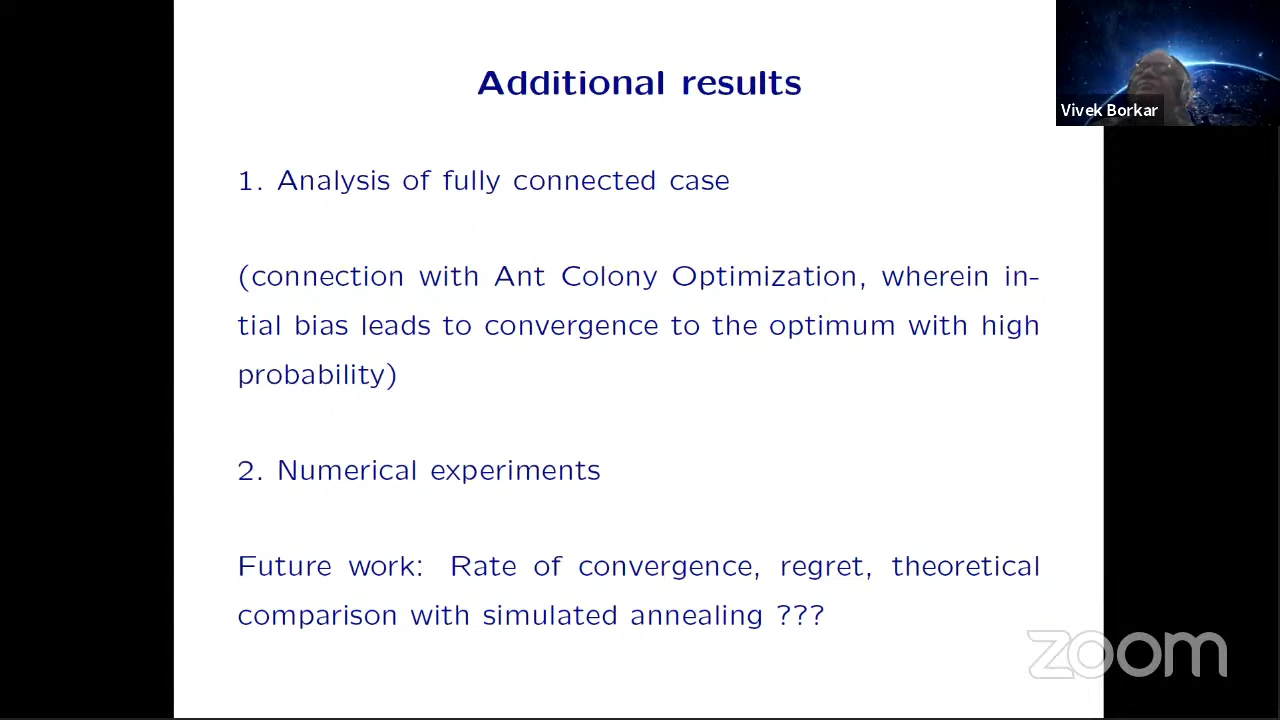 Additional results
Vivek Borkar
1. Analysis of fully connected case
(connection with Ant Colony Optimization, wherein in-
tial bias leads to convergence to the optimum with high
probability)
2. Numerical experiments
Future work: Rate of convergence, regret, theoretical
comparison with simulated annealing ???
zoom